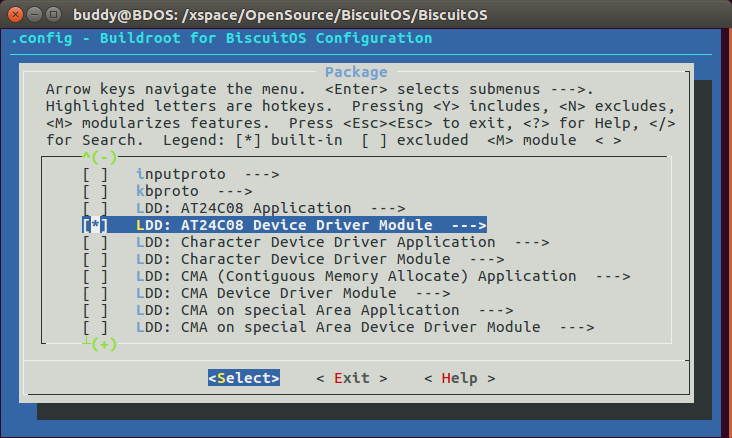 buddy@BDOS: /xspace/OpenSource/BiscuitOS/BiscuitOS
.config - Buildroot for BiscuitOS Configuration
Package
Arrow keys navigate the menu.  <Enter> selects submenus --->.
Highlighted letters are hotkeys.  Pressing <Y> includes, <N> excludes,
<M> modularizes features.  Press <Esc><Esc> to exit, <?> for Help, </>
for Search.  Legend: [*] built-in  [ ] excluded  <M> module  < >
^(-)
[ ]   inputproto  --->
[ ]   kbproto  --->
[ ]   LDD: AT24C08 Application  --->
[*]   LDD: AT24C08 Device Driver Module  --->
[ ]   LDD: Character Device Driver Application  --->
[ ]   LDD: Character Device Driver Module  --->
[ ]   LDD: CMA (Contiguous Memory Allocate) Application  --->
[ ]   LDD: CMA Device Driver Module  --->
[ ]   LDD: CMA on special Area Application  --->
[ ]   LDD: CMA on special Area Device Driver Module  --->
┴(+)
<Select>    < Exit >    < Help >